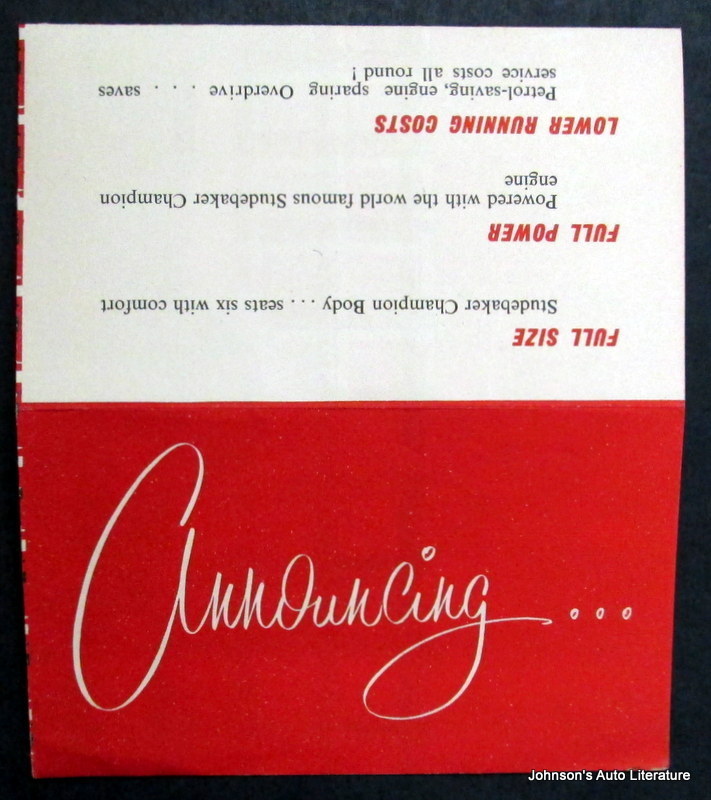 FULL SIZE
Studebaker Champion Body . . . seats six with comfort
FULL POWER
Powered with the world famous Studebaker Champion
engine
LOWER RUNNING COSTS
Petrol-saving, engine sparing Overdrive . . . saves
service costs all round !
Announcing . . .
Johnson's Auto Literature